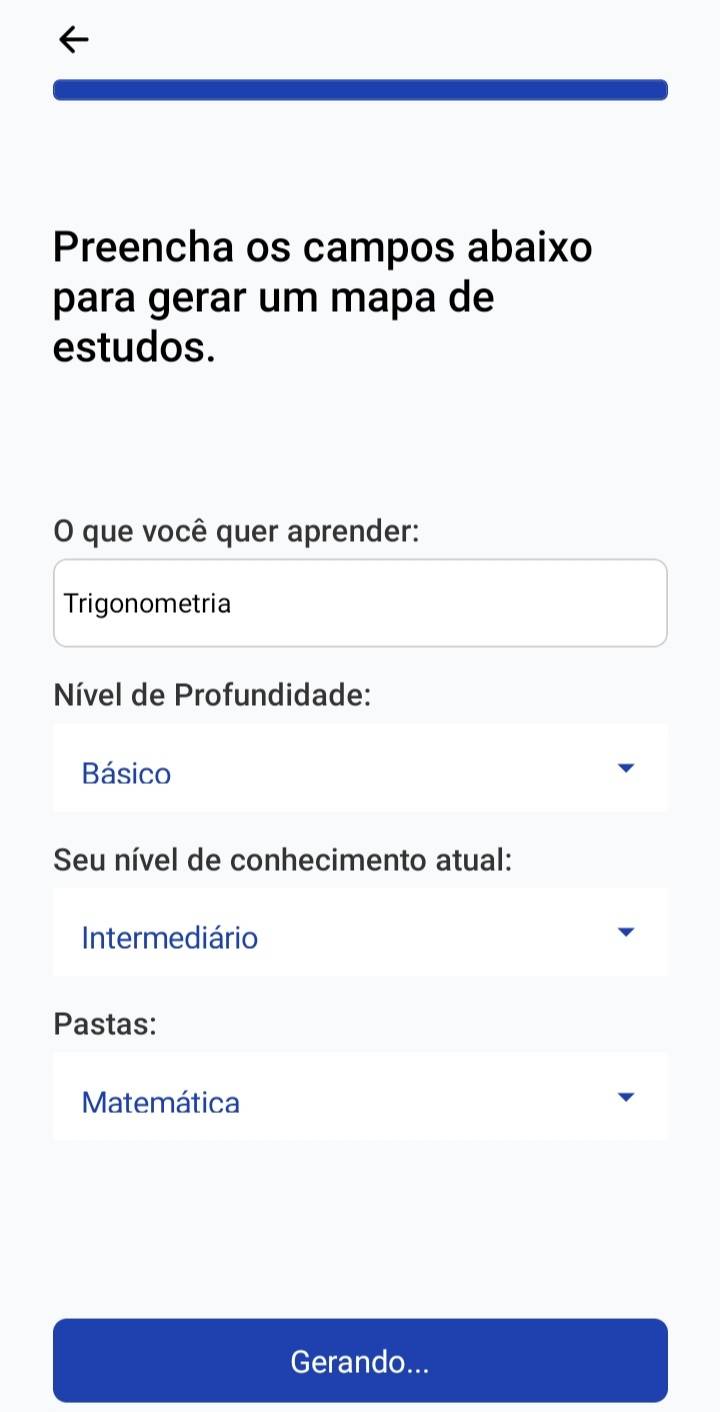 Preencha os campos abaixo
para gerar um mapa de
estudos.
O que você quer aprender:
Trigonometria
Nível de Profundidade:
Básico
Seu nível de conhecimento atual:
Intermediário
Pastas:
Matemática
Gerando...